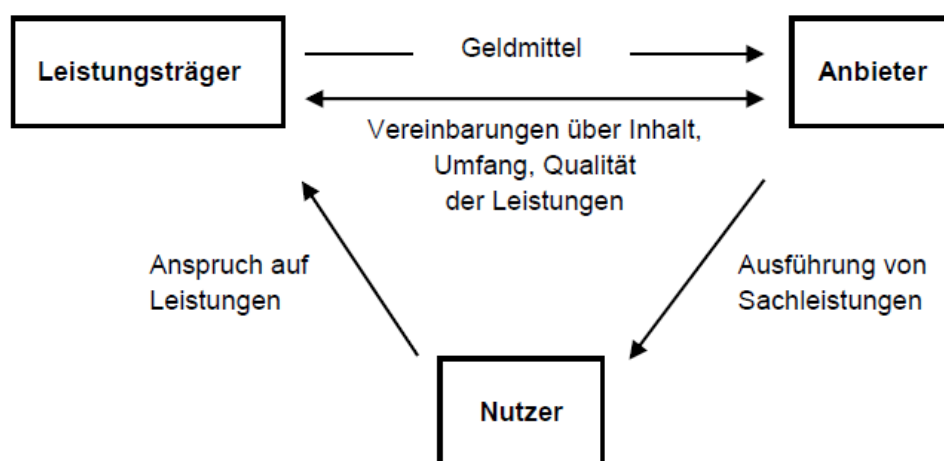 Leistungsträger
Geldmittel
Anbieter
Vereinbarungen über Inhalt,
Umfang, Qualität
der Leistungen
Anspruch auf
Leistungen
Ausführung von
Sachleistungen
Nutzer